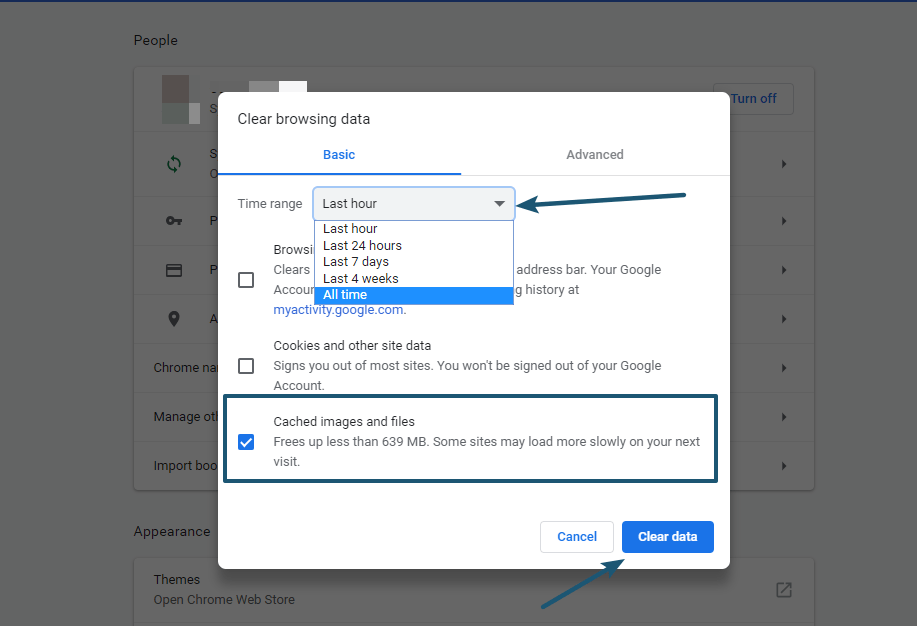 People
Turn off
Clear browsing data
Basic
Advanced
Time range
Last hour
Last hour
Last 24 hours
Last 7 days
Last 4 weeks
All time
Browsi
Clears address bar. Your Google
Accoun g history at
myactivity.google.com.
Cookies and other site data
Signs you out of most sites. You won't be signed out of your Google
Account.
Cached images and files
Frees up less than 639 MB. Some sites may load more slowly on your next
visit.
Cancel
Clear data
S
S
O
P
P
A
Chrome na
Manage oth
Import boo
Appearance
Themes
Open Chrome Web Store